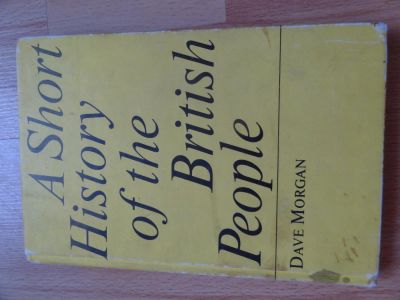 A Short
History
of the
British
People
DAVE MORGAN